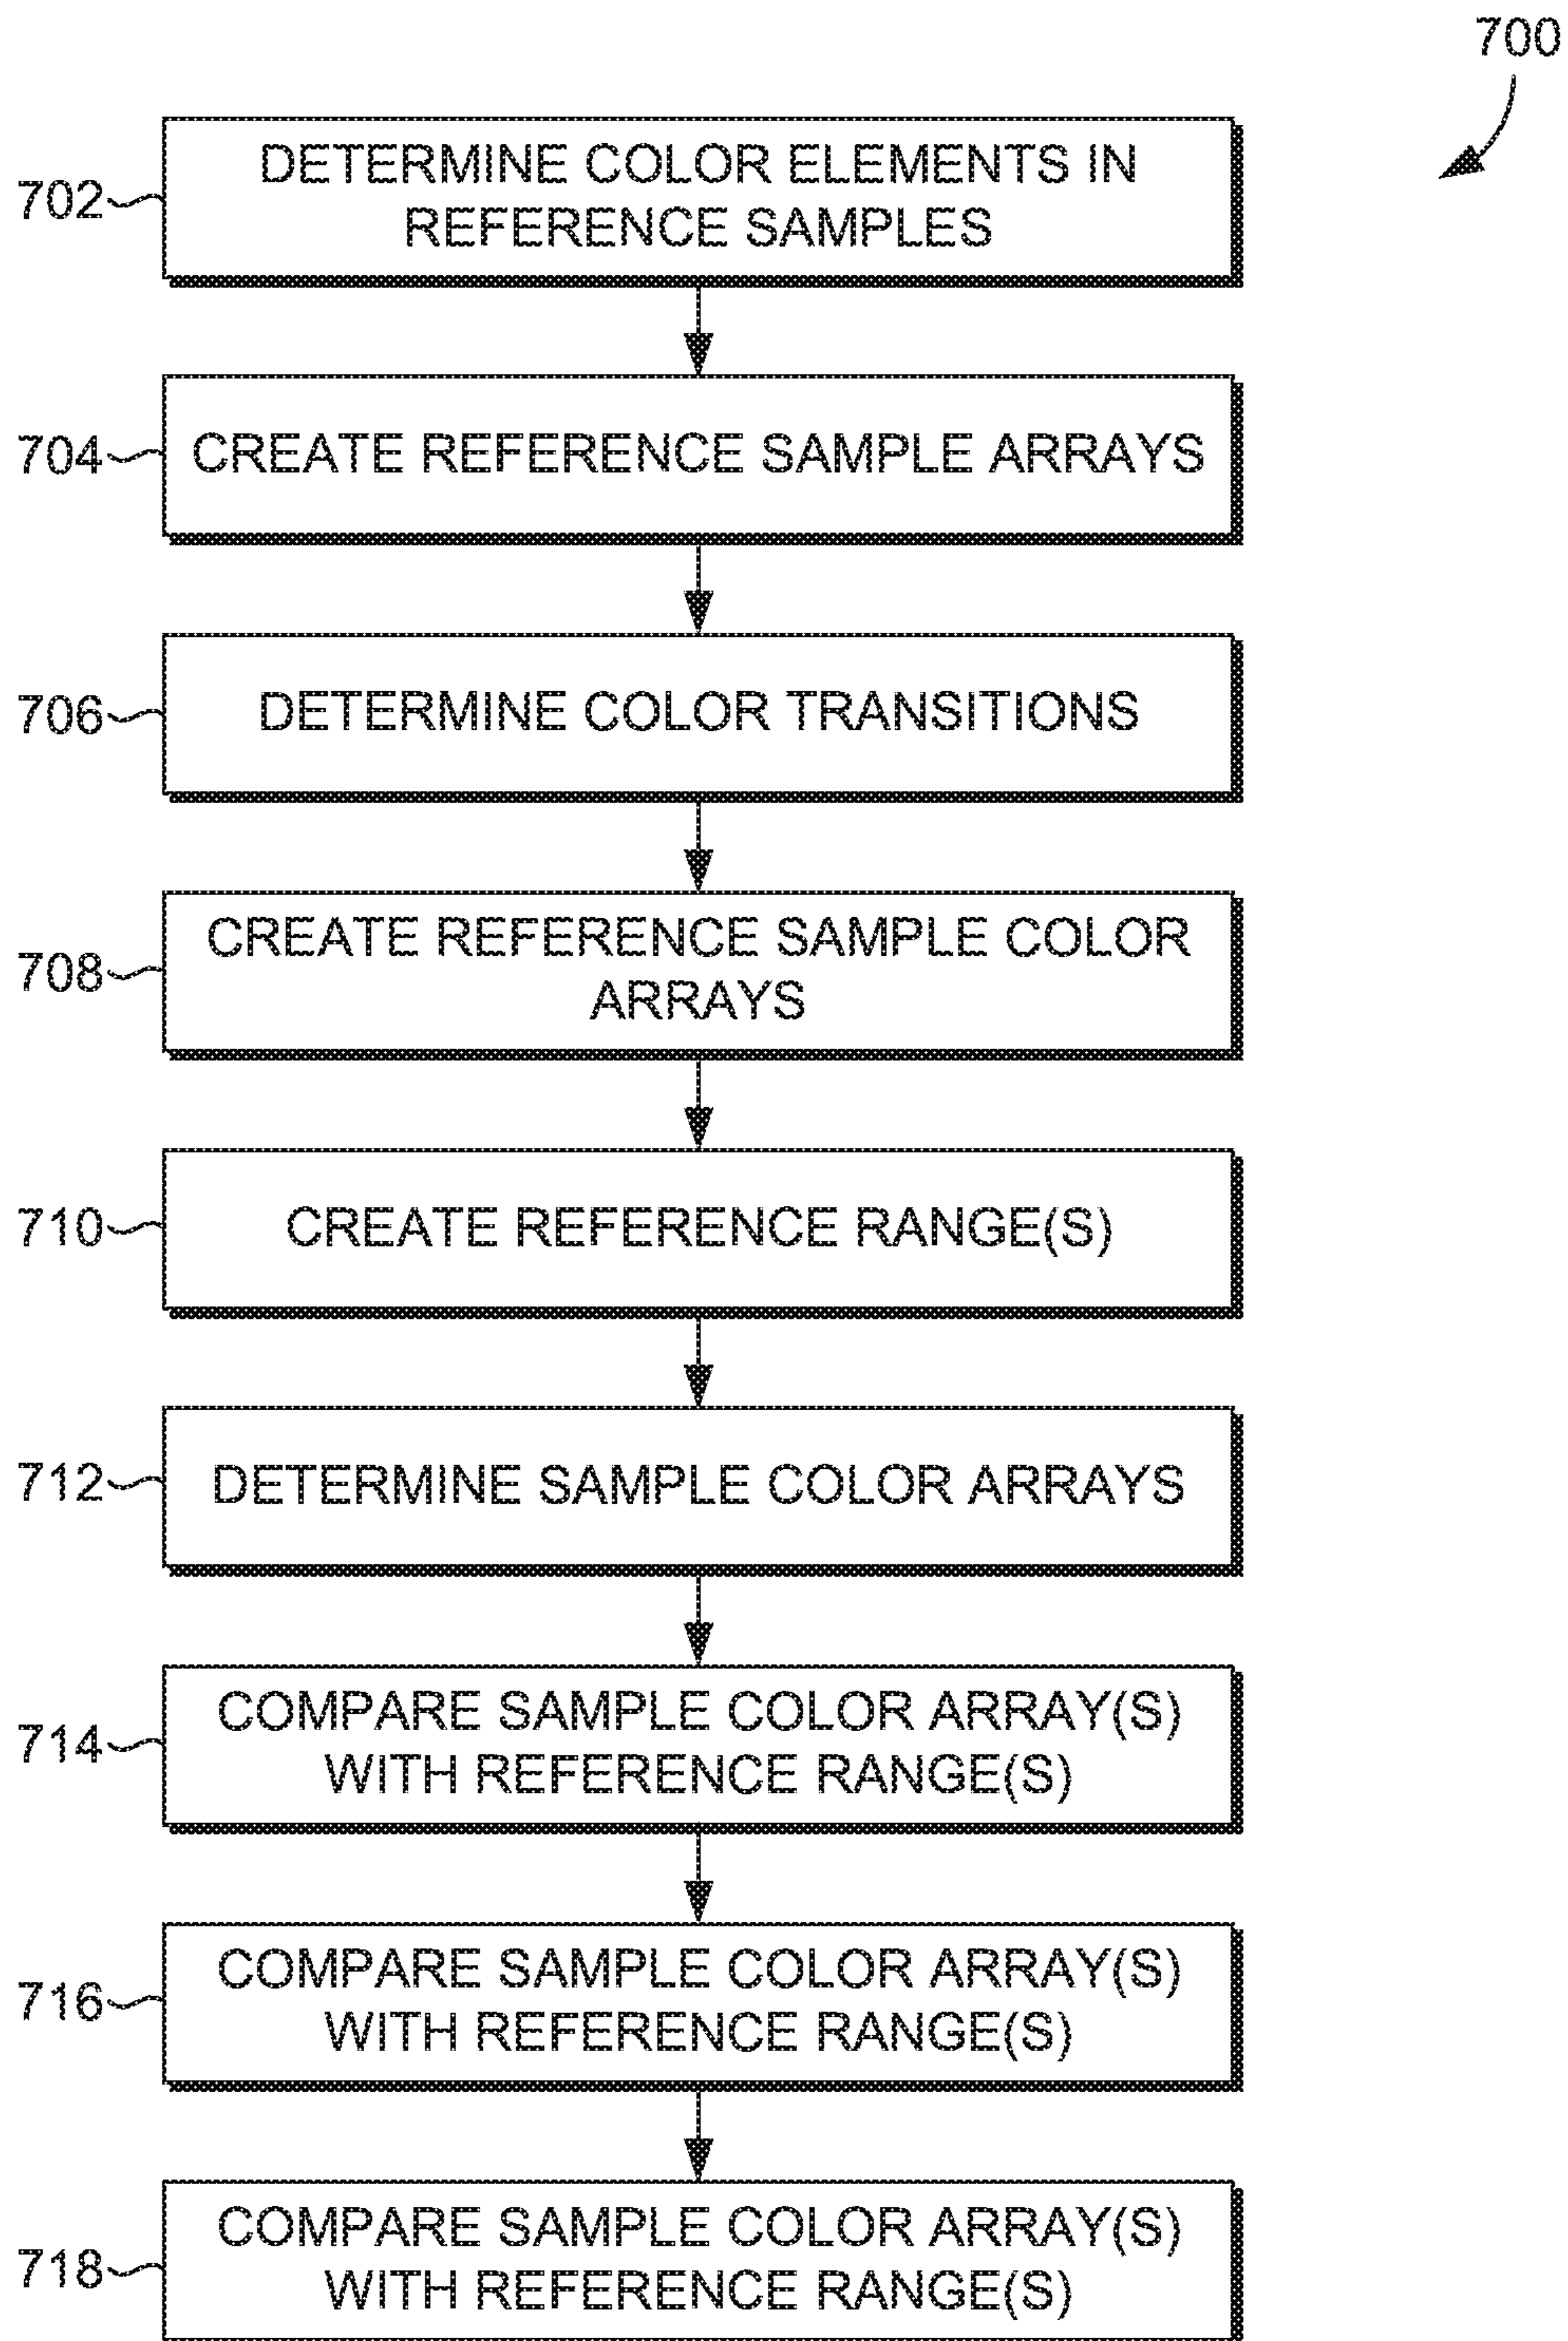 700
702
DETERMINE COLOR ELEMENTS IN
REFERENCE SAMPLES
704
CREATE REFERENCE SAMPLE ARRAYS
706
DETERMINE COLOR TRANSITIONS
708
CREATE REFERENCE SAMPLE COLOR
ARRAYS
710
CREATE REFERENCE RANGE(S)
712
DETERMINE SAMPLE COLOR ARRAYS
714
COMPARE SAMPLE COLOR ARRAY(S)
WITH REFERENCE RANGE(S)
716
COMPARE SAMPLE COLOR ARRAY(S)
WITH REFERENCE RANGE(S)
718
COMPARE SAMPLE COLOR ARRAY(S)
WITH REFERENCE RANGE(S)